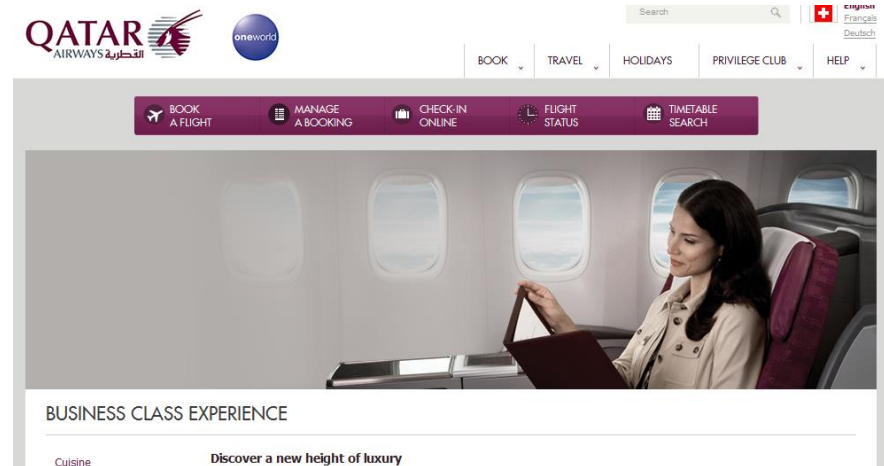 Search
English
Français
Deutsch
QATAR
AIRWAYS القطرية
oneworld
BOOK
TRAVEL
HOLIDAYS
PRIVILEGE CLUB
HELP
BOOK
A FLIGHT
MANAGE
A BOOKING
CHECK-IN
ONLINE
FLIGHT
STATUS
TIMETABLE
SEARCH
BUSINESS CLASS EXPERIENCE
Cuisine
Discover a new height of luxury